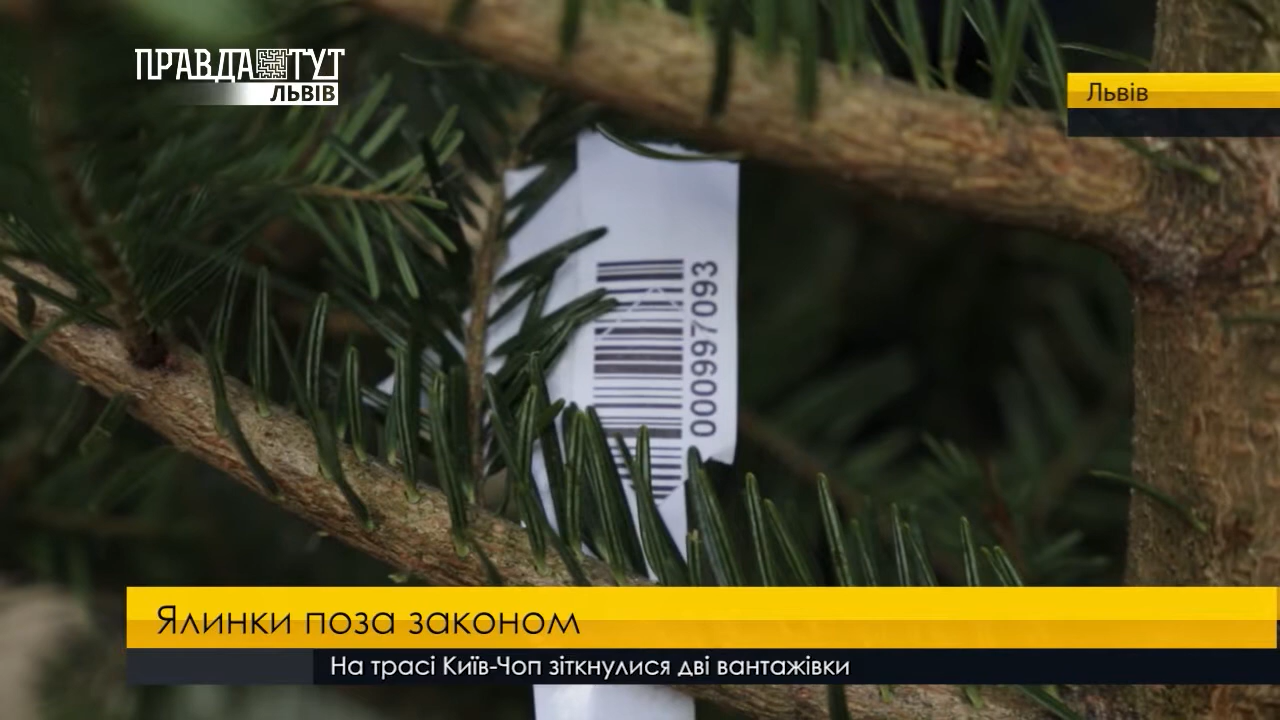 ПРАВДА ТУТ
ЛЬВІВ
Львів
000997093
Ялинки поза законом
На трасі Київ-Чоп зіткнулися дві вантажівки